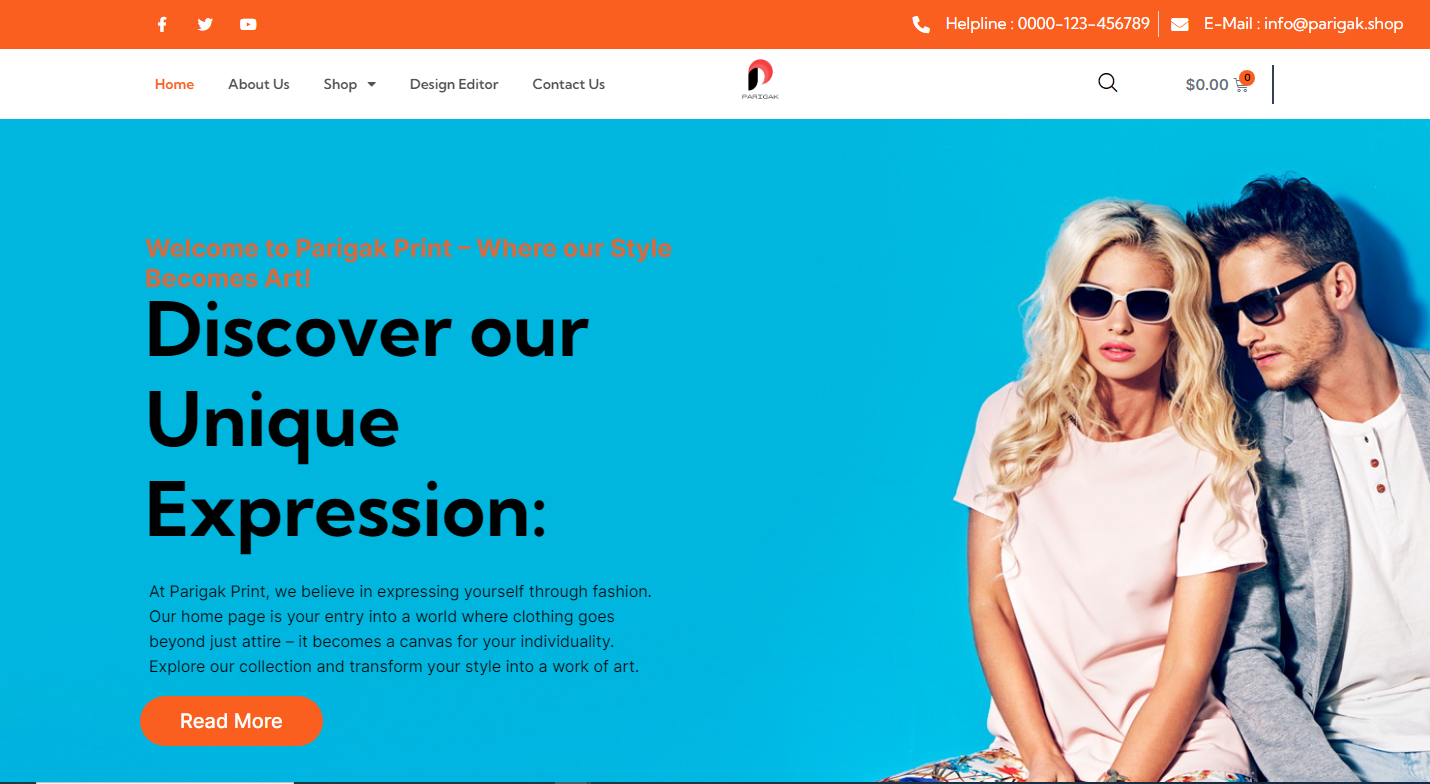 Helpline : 0000-123-456789
E-Mail : info@parigak.shop
Home
About Us
Shop
Design Editor
Contact Us
PARIGAK
$0.00
0
Welcome to Parigak Print – Where our Style
Becomes Art!
Discover our
Unique
Expression:
At Parigak Print, we believe in expressing yourself through fashion.
Our home page is your entry into a world where clothing goes
beyond just attire – it becomes a canvas for your individuality.
Explore our collection and transform your style into a work of art.
Read More